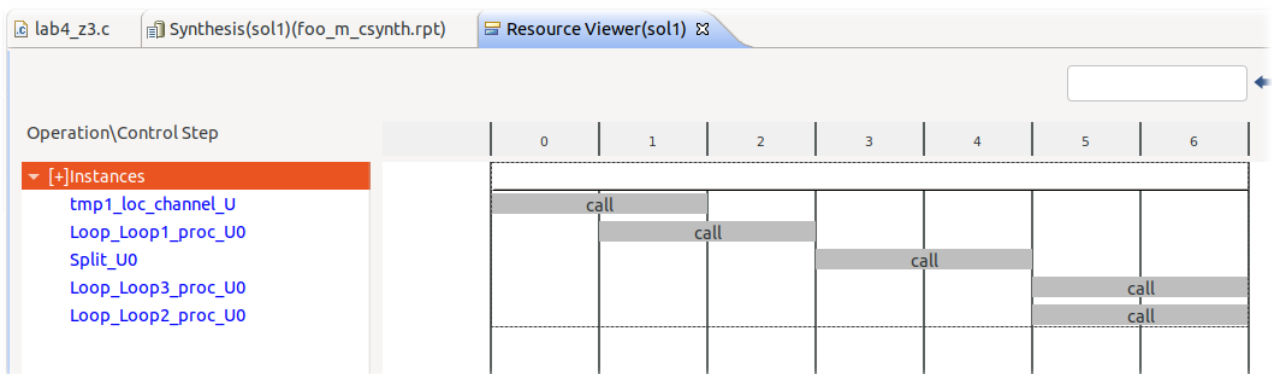 lab4_z3.c Synthesis(sol1)(foo_m_csynth.rpt) Resource Viewer(sol1)
Operation\Control Step 0 1 2 3 4 5 6
[+]Instances
tmp1_loc_channel_U call
Loop_Loop1_proc_U0 call
Split_U0 call
Loop_Loop3_proc_U0 call
Loop_Loop2_proc_U0 call